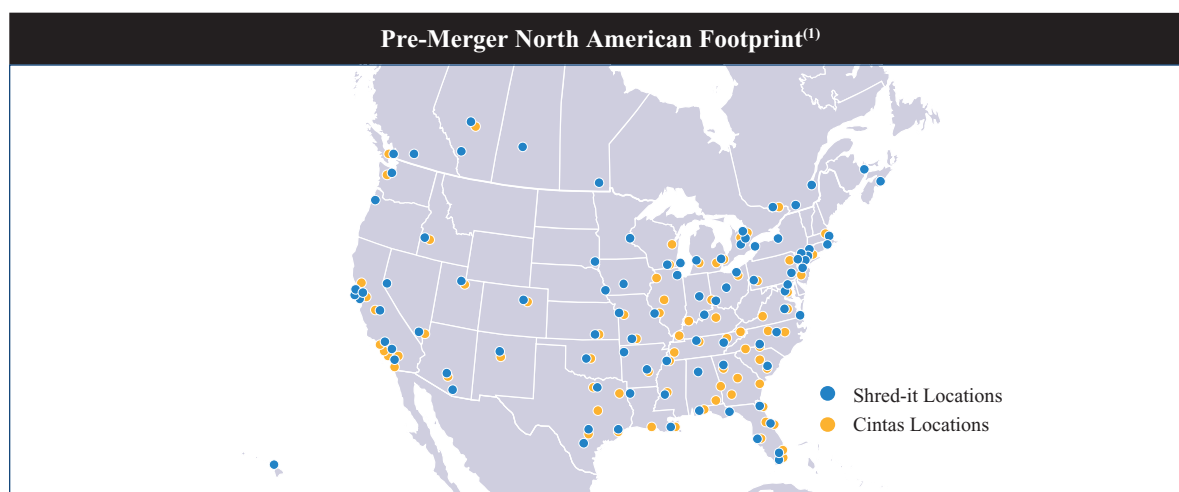 Pre-Merger North American Footprint(1)
Shred-it Locations
Cintas Locations